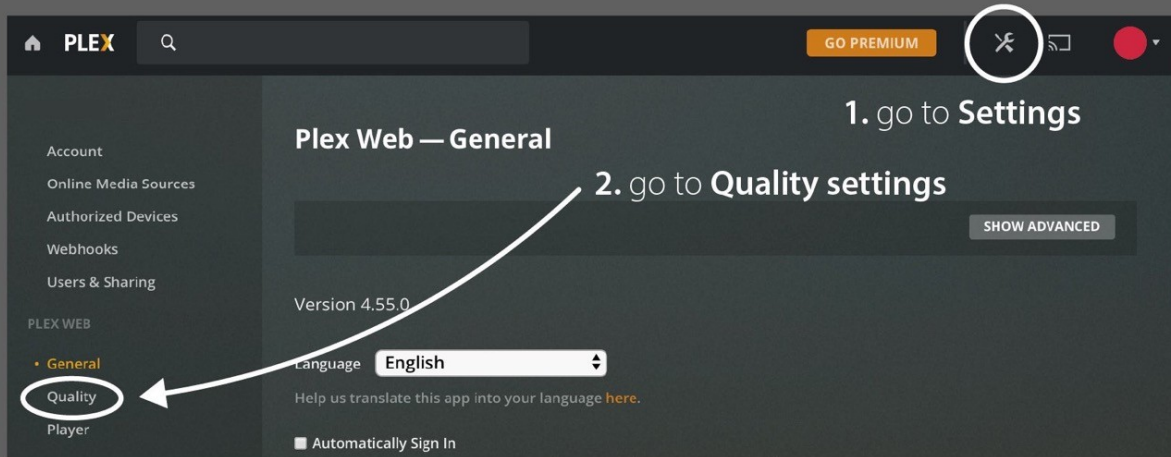 PLEX
GO PREMIUM
1. go to Settings
Plex Web — General
2. go to Quality settings
SHOW ADVANCED
Account
Online Media Sources
Authorized Devices
Webhooks
Users & Sharing
PLEX WEB
• General
Quality
Player
Version 4.55.0
Language English
Help us translate this app into your language here.
Automatically Sign In